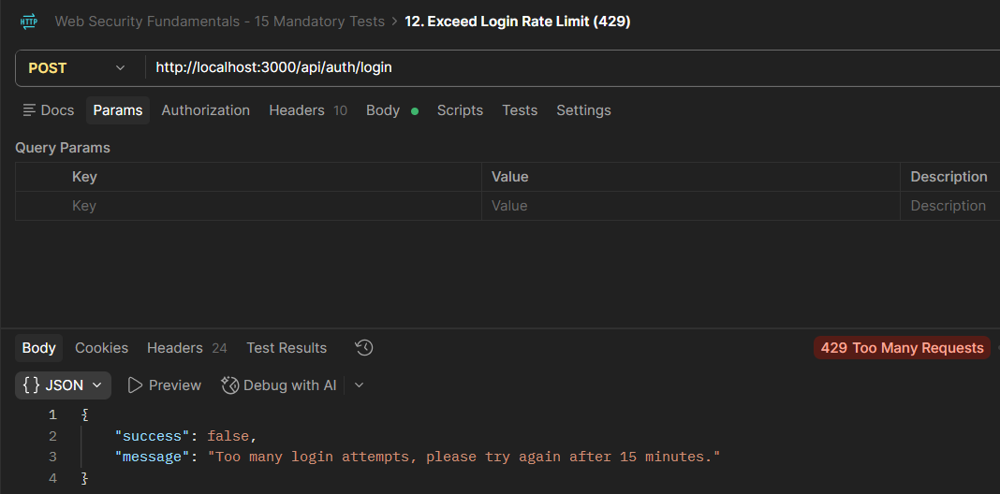 HTTP Web Security Fundamentals - 15 Mandatory Tests > 12. Exceed Login Rate Limit (429)
POST http://localhost:3000/api/auth/login
Docs Params Authorization Headers 10 Body Scripts Tests Settings
Query Params
Key Value Description
Key Value Description
Body Cookies Headers 24 Test Results 429 Too Many Requests
{} JSON Preview Debug with AI
1 {
2 "success": false,
3 "message": "Too many login attempts, please try again after 15 minutes."
4 }